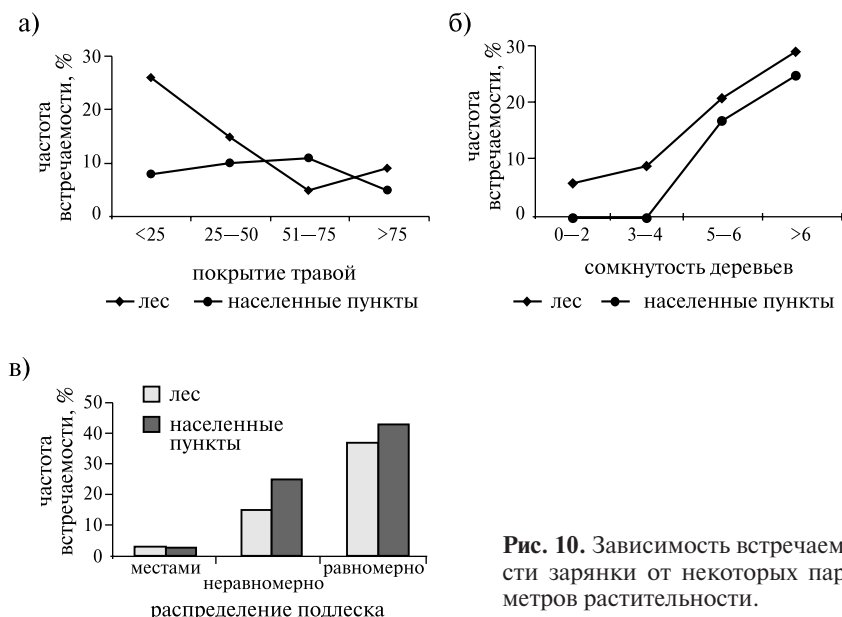 а)
частота
встречаемости, %
30
20
10
0
<25
25—50
51—75
>75
покрытие травой
лес
населенные пункты
б)
частота
встречаемости, %
30
20
10
0
0—2
3—4
5—6
>6
сомкнутость деревьев
лес
населенные пункты
в)
частота
встречаемости, %
лес
населенные
пункты
50
40
30
20
10
0
местами
неравномерно
равномерно
распределение подлеска
Рис. 10. Зависимость встречаем
сти зарянки от некоторых пар
метров растительности.